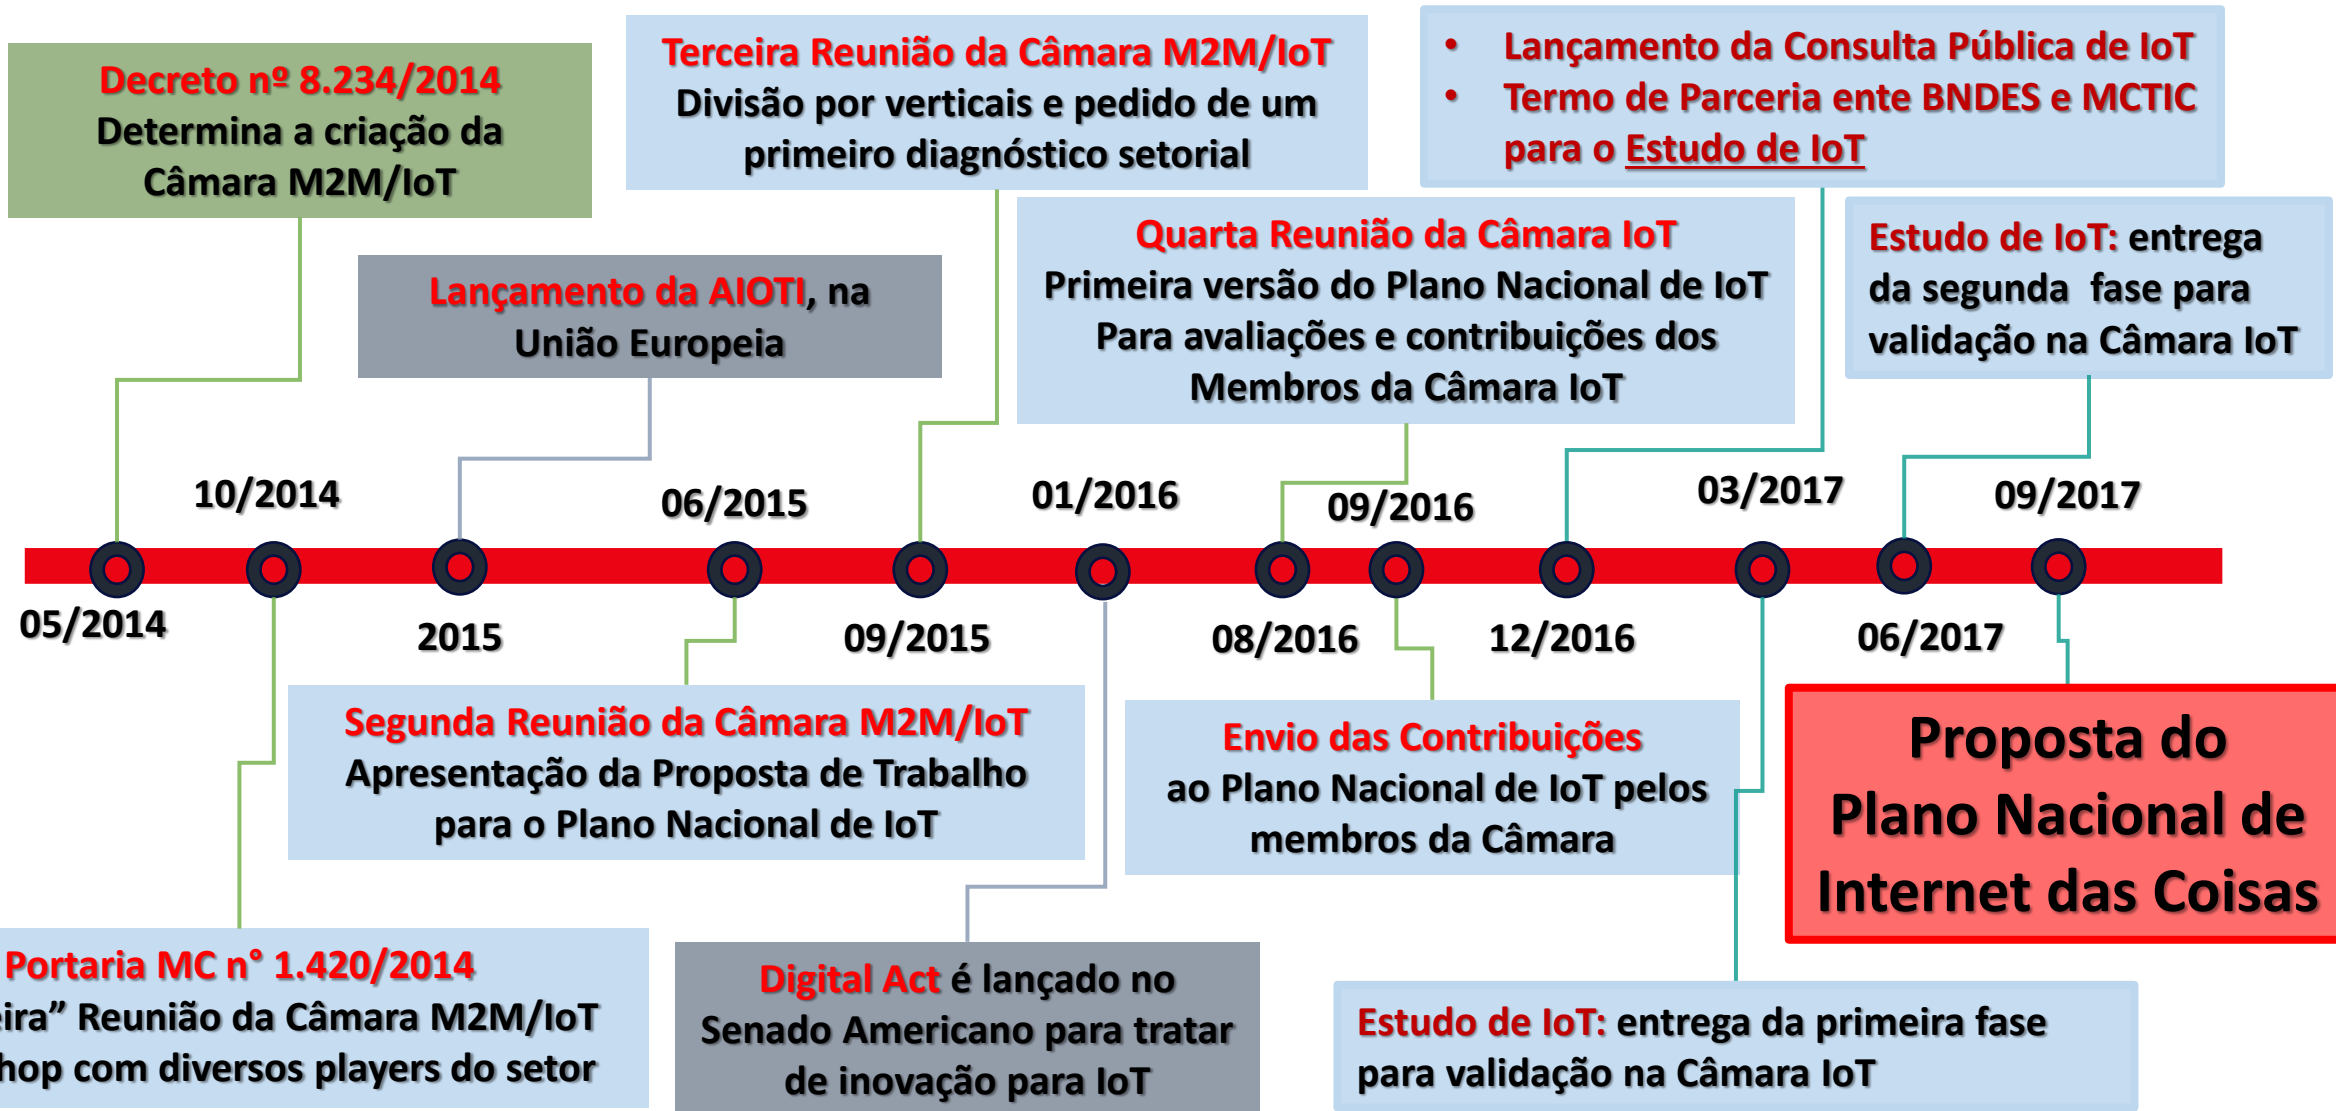 Decreto nº 8.234/2014
Determina a criação da
Câmara M2M/IoT
Terceira Reunião da Câmara M2M/IoT
Divisão por verticais e pedido de um
primeiro diagnóstico setorial
• Lançamento da Consulta Pública de IoT
• Termo de Parceria ente BNDES e MCTIC
para o Estudo de IoT
Lançamento da AIOTI, na
União Europeia
Quarta Reunião da Câmara IoT
Primeira versão do Plano Nacional de IoT
Para avaliações e contribuições dos
Membros da Câmara IoT
Estudo de IoT: entrega
da segunda fase para
validação na Câmara IoT
10/2014
06/2015
01/2016
09/2016
03/2017
09/2017
05/2014
2015
09/2015
08/2016
12/2016
06/2017
Segunda Reunião da Câmara M2M/IoT
Apresentação da Proposta de Trabalho
para o Plano Nacional de IoT
Envio das Contribuições
ao Plano Nacional de IoT pelos
membros da Câmara
Proposta do
Plano Nacional de
Internet das Coisas
Portaria MC n° 1.420/2014
eira” Reunião da Câmara M2M/IoT
hop com diversos players do setor
Digital Act é lançado no
Senado Americano para tratar
de inovação para IoT
Estudo de IoT: entrega da primeira fase
para validação na Câmara IoT